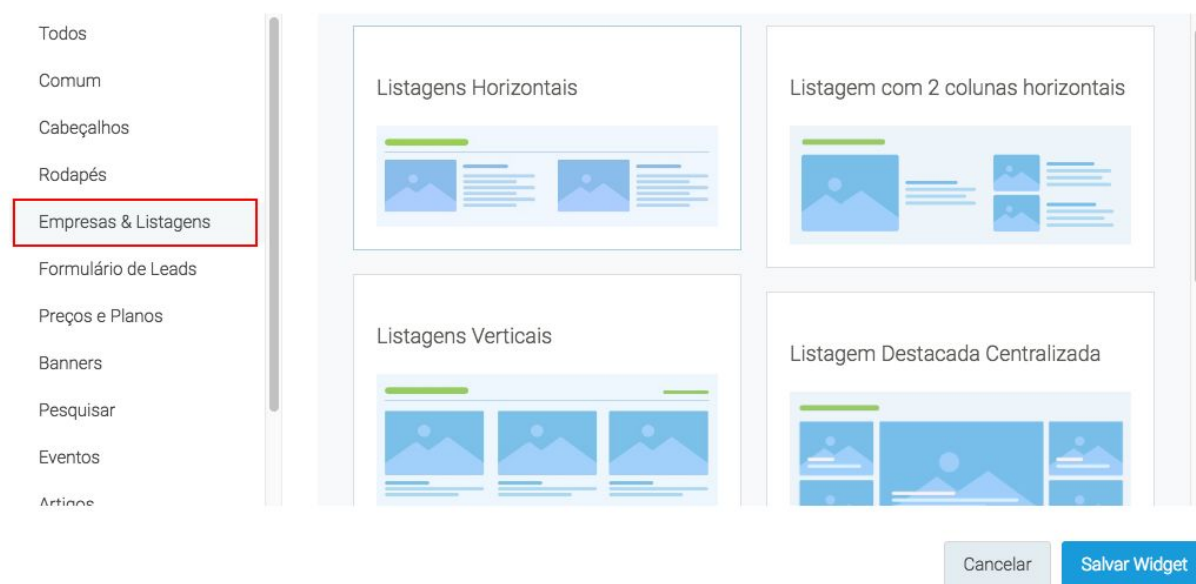 Todos
Comum
Cabeçalhos
Rodapés
Empresas & Listagens
Formulário de Leads
Preços e Planos
Banners
Pesquisar
Eventos
Artigos
Listagens Horizontais
Listagem com 2 colunas horizontais
Listagens Verticais
Listagem Destacada Centralizada
Cancelar
Salvar Widget